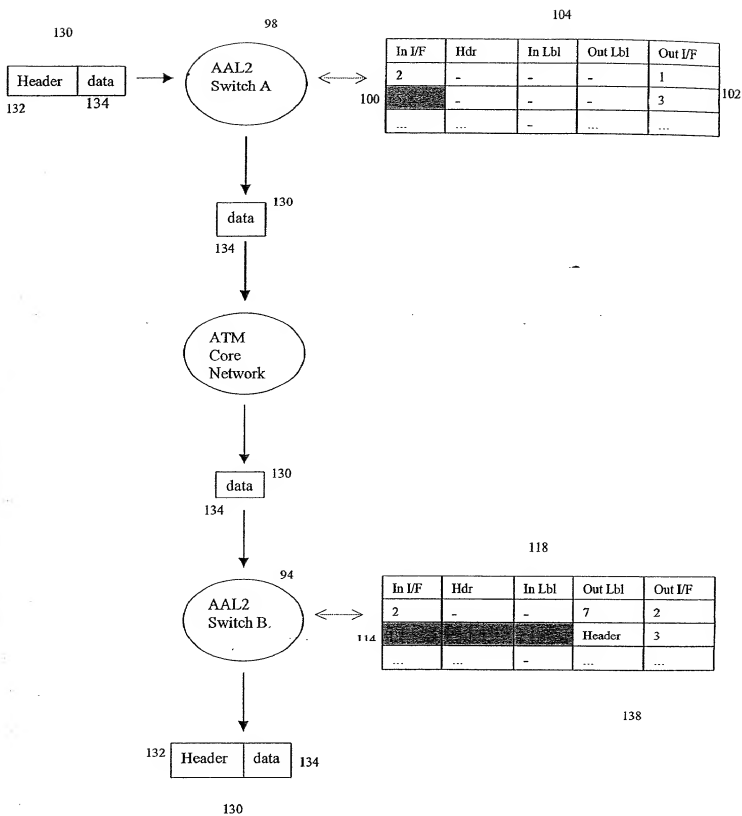 104
130
98
In I/F Hdr In Lbl Out Lbl Out I/F
Header data
AAL2
Switch A
2 - - - 1
132
134
100
- - - 3
102
... ... - ... ...
data
130
134
ATM
Core
Network
data
130
134
118
94
In I/F Hdr In Lbl Out Lbl Out I/F
AAL2
Switch B.
2 - - 7 2
114
Header 3
... ... - ... ...
138
132
Header data
134
130